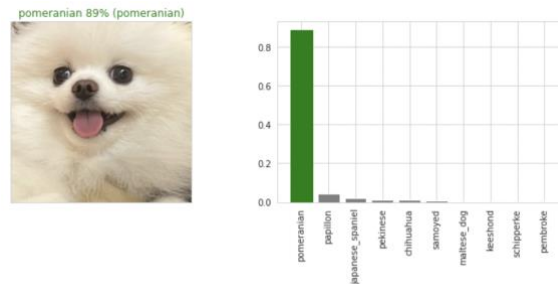 pomeranian 89% (pomeranian)
0.8
0.6
0.4
0.2
0.0
pomeranian
papillon
japanese_spaniel
pekinese
chihuahua
samoyed
maltese_dog
keeshond
schipperke
pembroke